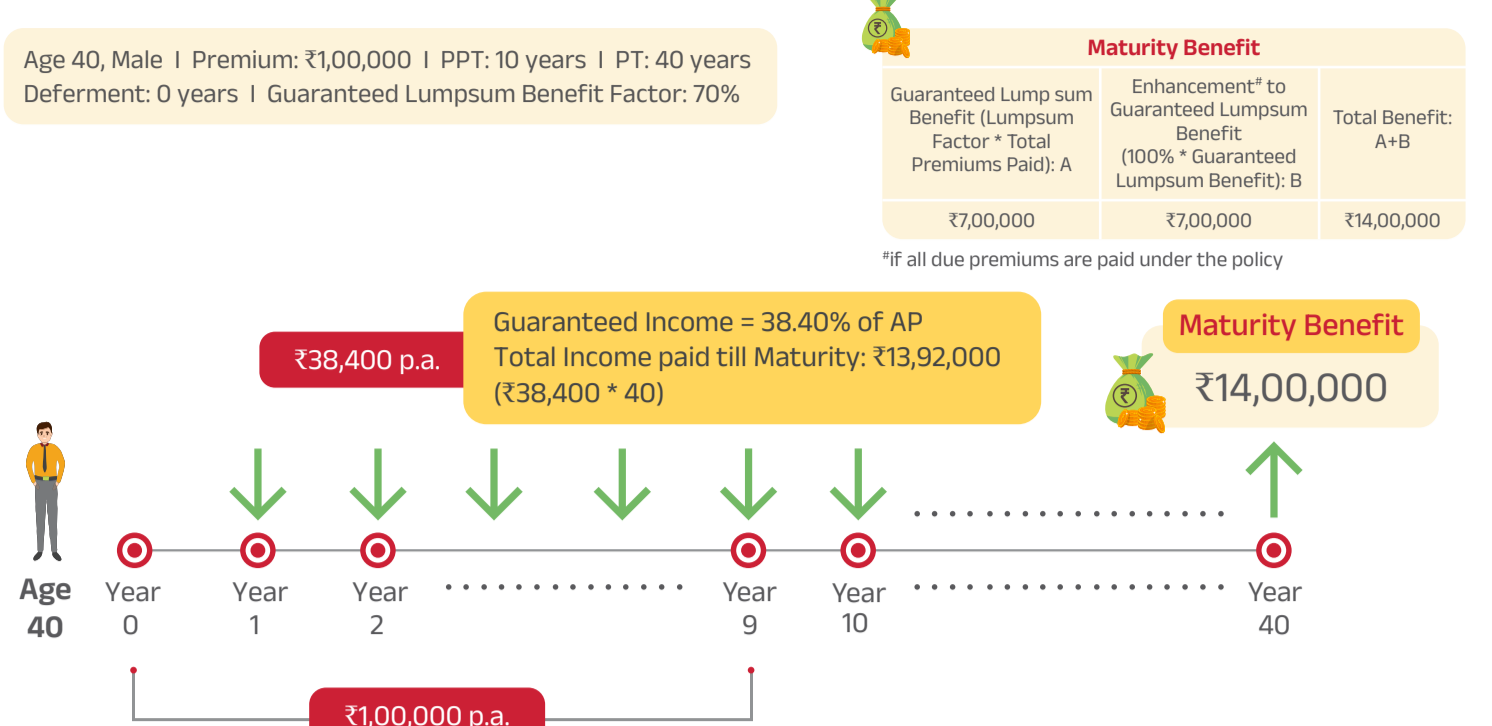 Age 40, Male I Premium: ₹1,00,000 I PPT: 10 years I PT: 40 years
Deferment: 0 years I Guaranteed Lumpsum Benefit Factor: 70%
₹
Maturity Benefit
Guaranteed Lump sum
Benefit (Lumpsum
Factor * Total
Premiums Paid): A
Enhancement# to
Guaranteed Lumpsum
Benefit
(100% * Guaranteed
Lumpsum Benefit): B
Total Benefit:
A+B
₹7,00,000
₹7,00,000
₹14,00,000
#if all due premiums are paid under the policy
₹38,400 p.a.
Guaranteed Income = 38.40% of AP
Total Income paid till Maturity: ₹13,92,000
(₹38,400 * 40)
Maturity Benefit
₹
₹14,00,000
Age
40
Year
0
Year
1
Year
2
Year
9
Year
10
Year
40
₹1,00,000 p.a.